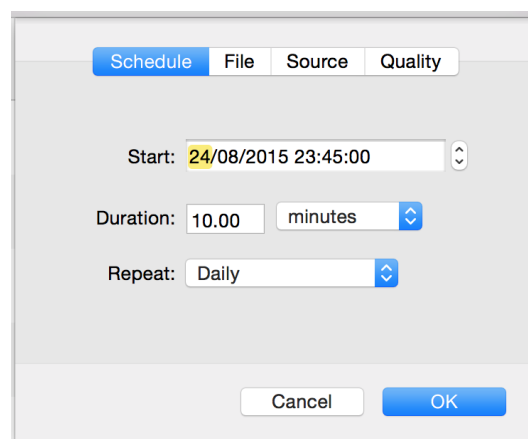 Schedule File Source Quality
Start: 24/08/2015 23:45:00
Duration: 10.00 minutes
Repeat: Daily
Cancel OK